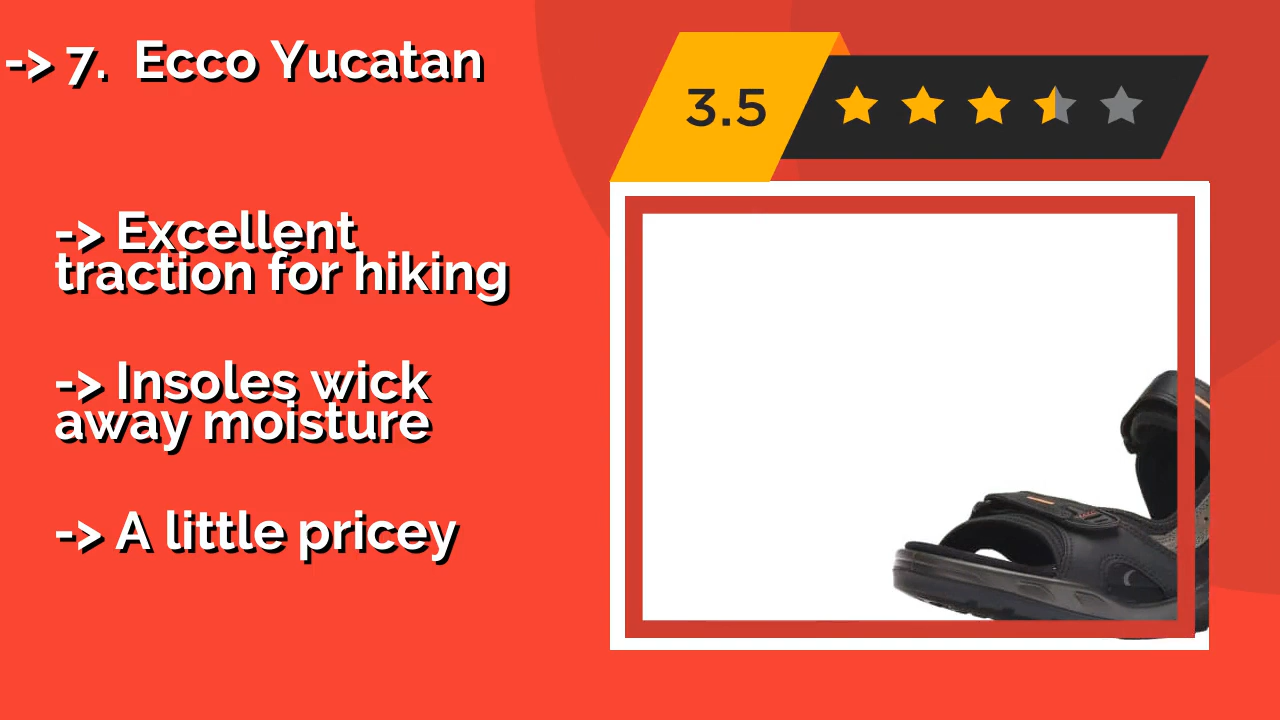 -> 7.  Ecco Yucatan
3.5
-> Excellent
traction for hiking
-> Insoles wick
away moisture
-> A little pricey